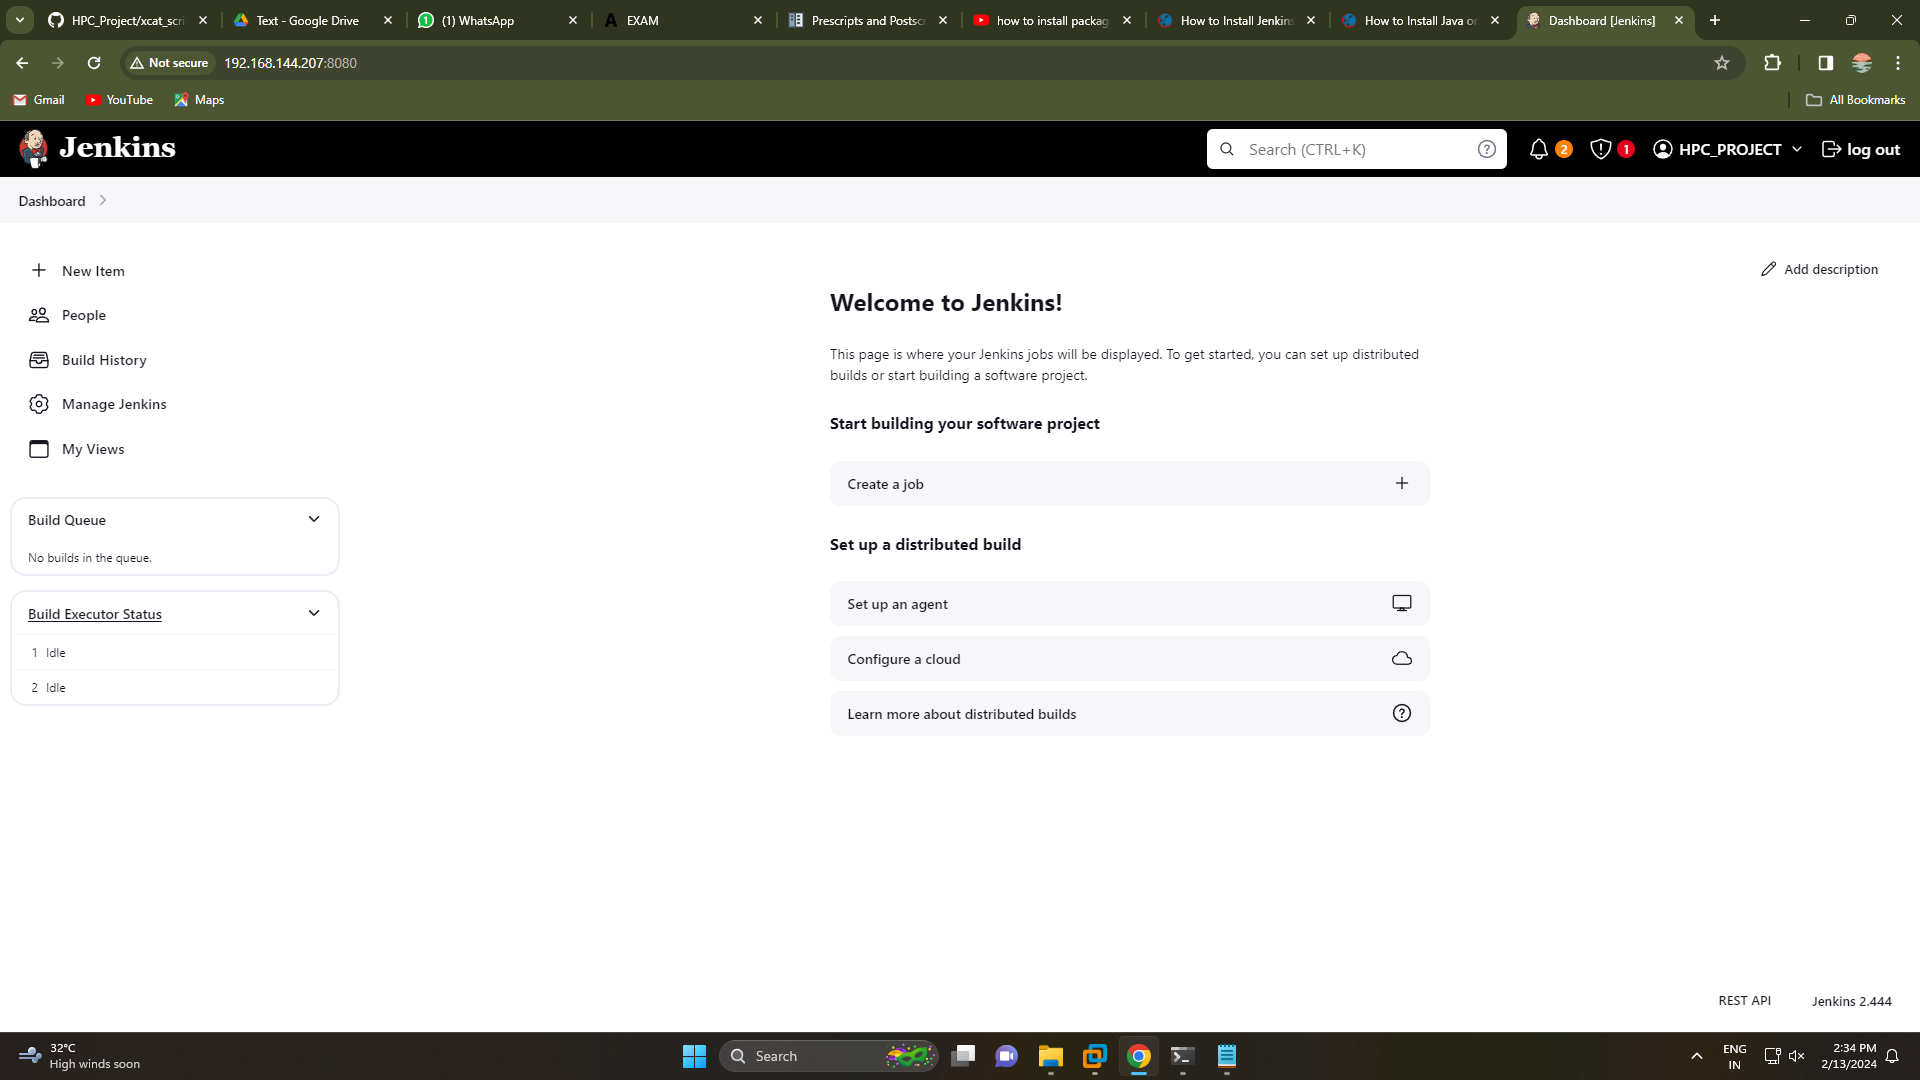 HPC_Project/xcat_scri
Text - Google Drive
(1) WhatsApp
EXAM
Prescripts and Postscr
how to install packag
How to Install Jenkins
How to Install Java or
Dashboard [Jenkins]
Not secure
192.168.144.207:8080
Gmail
YouTube
Maps
All Bookmarks
Jenkins
Search (CTRL+K)
2
1
HPC_PROJECT
log out
Dashboard
New Item
People
Build History
Manage Jenkins
My Views
Build Queue
No builds in the queue.
Build Executor Status
1 Idle
2 Idle
Add description
Welcome to Jenkins!
This page is where your Jenkins jobs will be displayed. To get started, you can set up distributed
builds or start building a software project.
Start building your software project
Create a job
Set up a distributed build
Set up an agent
Configure a cloud
Learn more about distributed builds
REST API
Jenkins 2.444
32°C
High winds soon
Search
ENG
IN
2:34 PM
2/13/2024